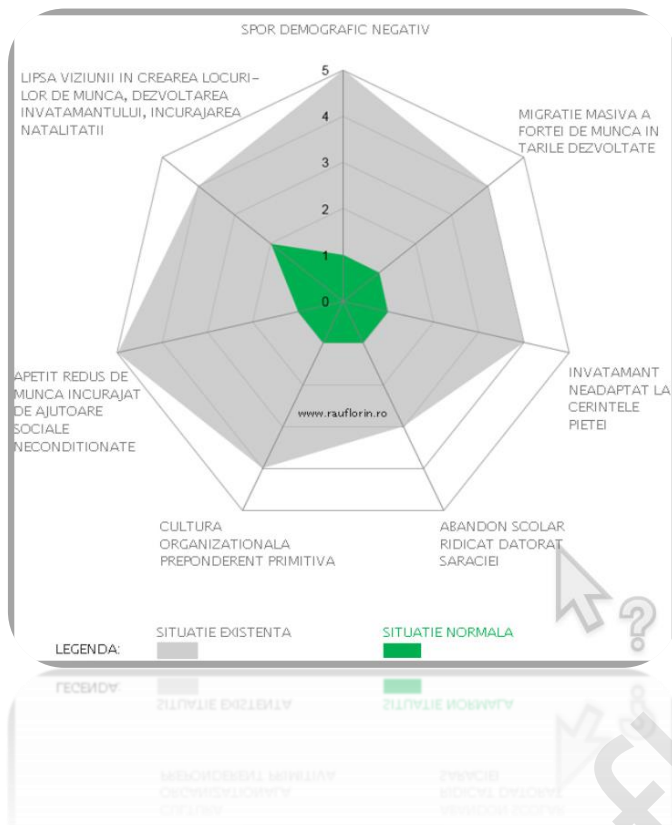 SPOR DEMOGRAFIC NEGATIV
LIPSA VIZIUNII IN CREAREA LOCURI-
LOR DE MUNCA, DEZVOLTAREA
INVATAMANTULUI, INCURAJAREA
NATALITATII
MIGRATIE MASIVA A
FORTEI DE MUNCA IN
TARILE DEZVOLTATE
5
4
3
2
1
0
INVATAMANT
NEADAPTAT LA
CERINTELE
PIETEI
APETIT REDUS DE
MUNCA INCURAJAT
DE AJUTOARE
SOCIALE
NECONDITIONATE
www.rauflorin.ro
CULTURA
ORGANIZATIONALA
PREPONDERENT PRIMITIVA
ABANDON SCOLAR
RIDICAT DATORAT
SARACIEI
?
LEGENDA:
SITUATIE EXISTENTA
SITUATIE NORMALA